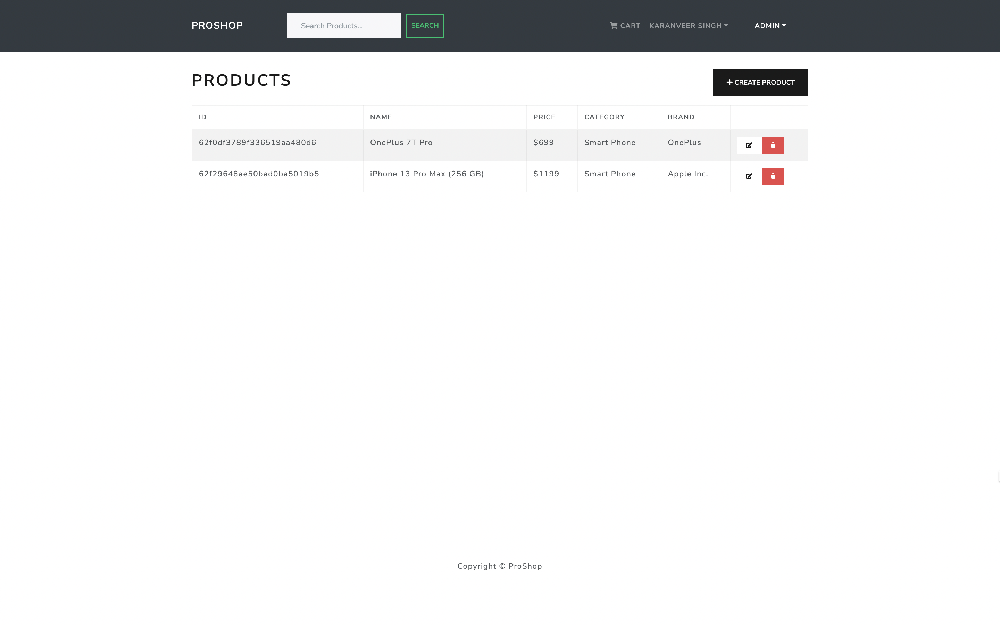 PROSHOP Search Products... SEARCH CART KARANVEER SINGH ADMIN
PRODUCTS CREATE PRODUCT
ID NAME PRICE CATEGORY BRAND
62f0df3789f336519aa480d6 OnePlus 7T Pro $699 Smart Phone OnePlus
62f29648ae50bad0ba5019b5 iPhone 13 Pro Max (256 GB) $1199 Smart Phone Apple Inc.
Copyright © ProShop